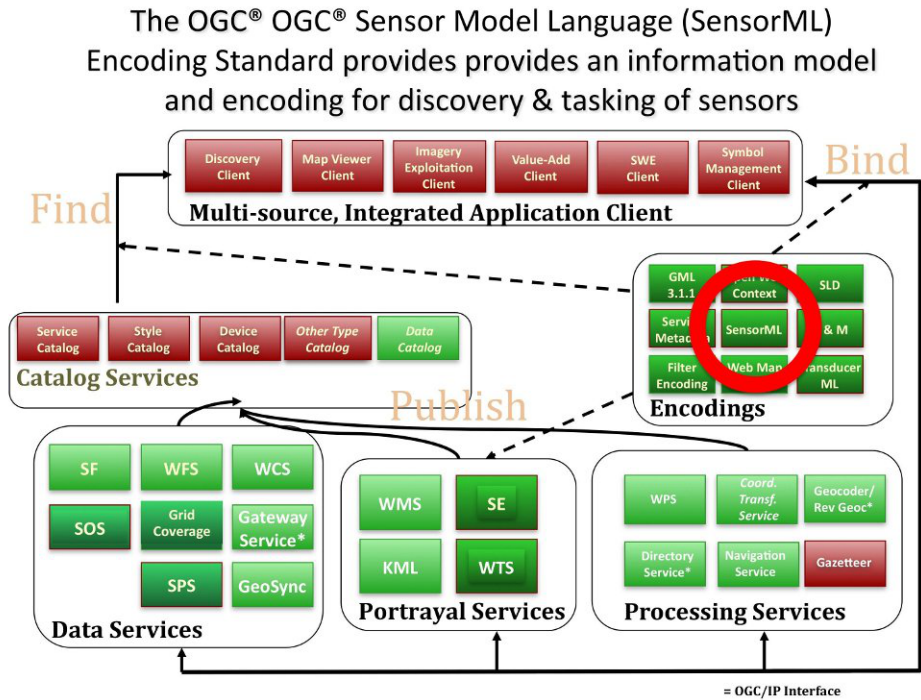 The OGC® OGC® Sensor Model Language (SensorML)
Encoding Standard provides provides an information model
and encoding for discovery & tasking of sensors
Discovery
Client
Map Viewer
Client
Imagery
Exploitation
Client
Value-Add
Client
SWE
Client
Symbol
Management
Client
Multi-source, Integrated Application Client
Find
Bind
GML
3.1.1
Context
SLD
SensorML
& M
Filter
Encoding
Web Map
ML
Encodings
Service
Catalog
Style
Catalog
Device
Catalog
Other Type
Catalog
Data
Catalog
Catalog Services
Publish
SF
WFS
WCS
SOS
Grid
Coverage
Gateway
Service*
SPS
GeoSync
Data Services
WMS
SE
KML
WTS
Portrayal Services
WPS
Coord.
Transf.
Service
Geocoder/
Rev Geoc*
Directory
Service*
Navigation
Service
Gazetteer
Processing Services
= OGC/IP Interface